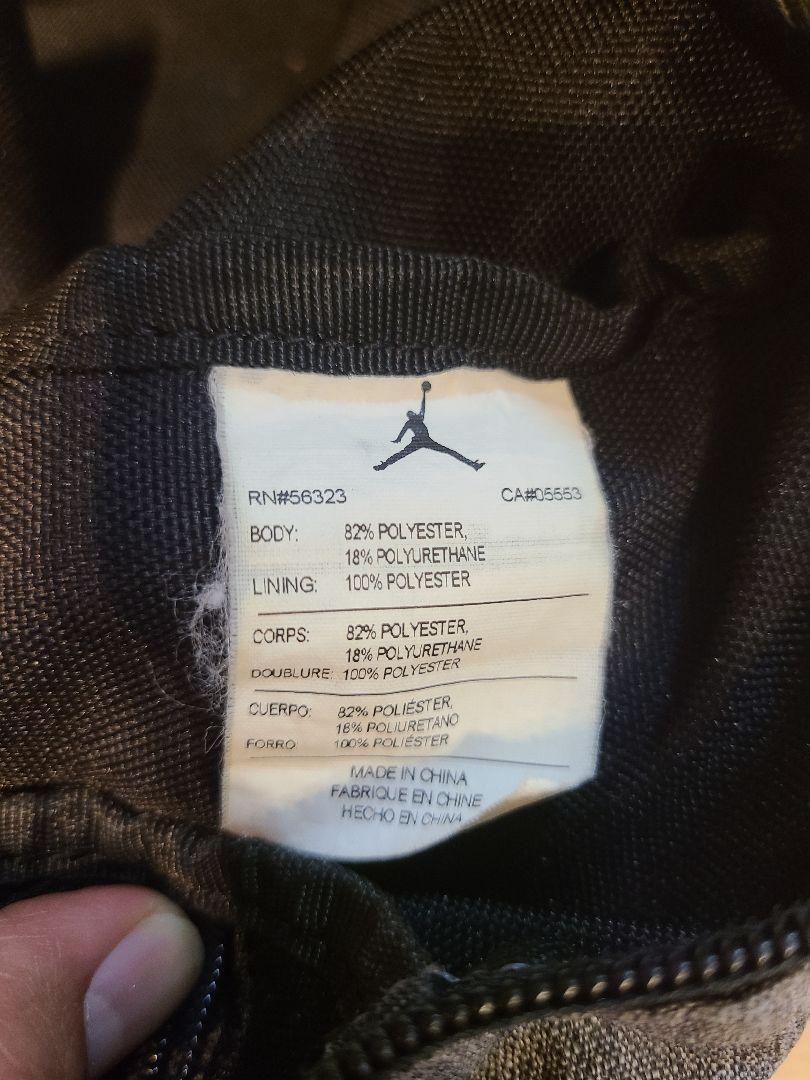 RN#56323 CA#05553
BODY: 82% POLYESTER,
18% POLYURETHANE
LINING: 100% POLYESTER
CORPS: 82% POLYESTER,
18% POLYURETHANE
DOUBLURE: 100% POLYESTER
CUERPO: 82% POLIÉSTER,
18% POLIURETANO
FORRO 100% POLIÉSTER
MADE IN CHINA
FABRIQUE EN CHINE
HECHO EN CHINA